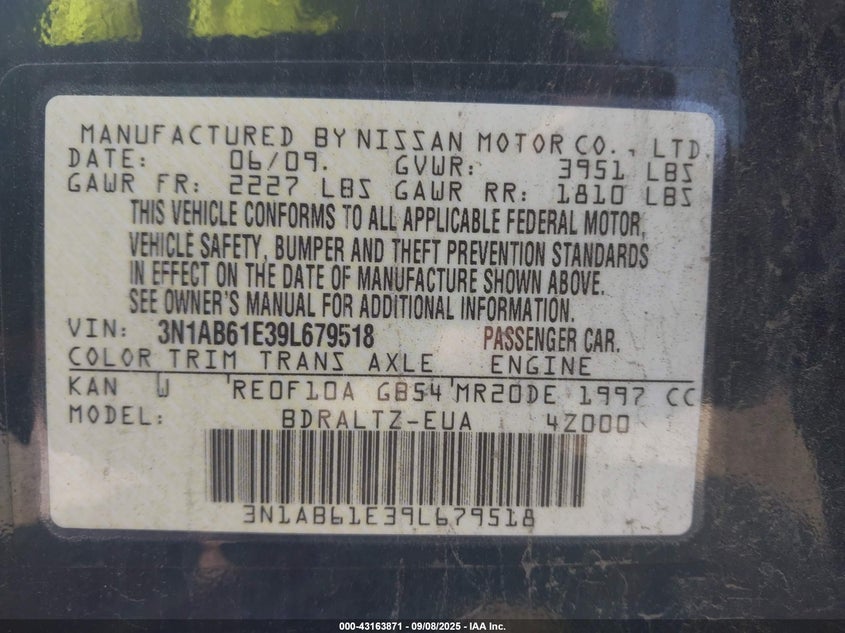 MANUFACTURED BY NISSAN MOTOR CO., LTD
DATE: 06/09. GVWR: 3951 LBS
GAWR FR: 2227 LBS GAWR RR: 1810 LBS
THIS VEHICLE CONFORMS TO ALL APPLICABLE FEDERAL MOTOR,
VEHICLE SAFETY, BUMPER AND THEFT PREVENTION STANDARDS
IN EFFECT ON THE DATE OF MANUFACTURE SHOWN ABOVE.
SEE OWNER'S MANUAL FOR ADDITIONAL INFORMATION.
VIN: 3N1AB61E39L679518 PASSENGER CAR.
COLOR TRIM TRANS AXLE ENGINE
KAN W 'RE0F10A GB54'MR20DE 1997 CC
MODEL: BDRALTZ-EUA 4Z000
3N1AB61E39L679518
000-43163871 - 09/08/2025 - IAA Inc.